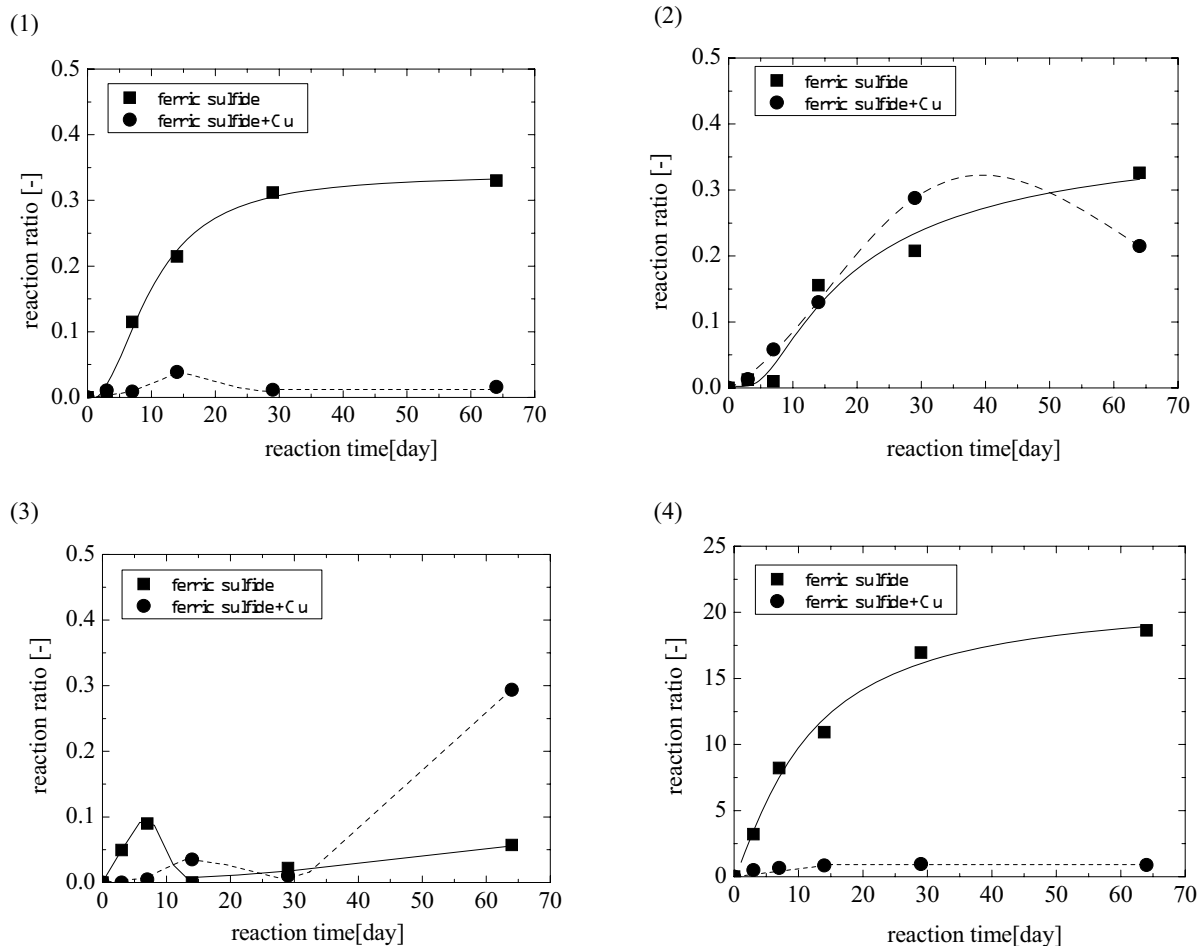 (1)
0.5
0.4
0.3
0.2
0.1
0.0
reaction ratio [-]
ferric sulfide
ferric sulfide+Cu
0 10 20 30 40 50 60 70
reaction time[day]
(2)
0.5
0.4
0.3
0.2
0.1
0.0
reaction ratio [-]
ferric sulfide
ferric sulfide+Cu
0 10 20 30 40 50 60 70
reaction time[day]
(3)
0.5
0.4
0.3
0.2
0.1
0.0
reaction ratio [-]
ferric sulfide
ferric sulfide+Cu
0 10 20 30 40 50 60 70
reaction time[day]
(4)
25
20
15
10
5
0
reaction ratio [-]
ferric sulfide
ferric sulfide+Cu
0 10 20 30 40 50 60 70
reaction time[day]